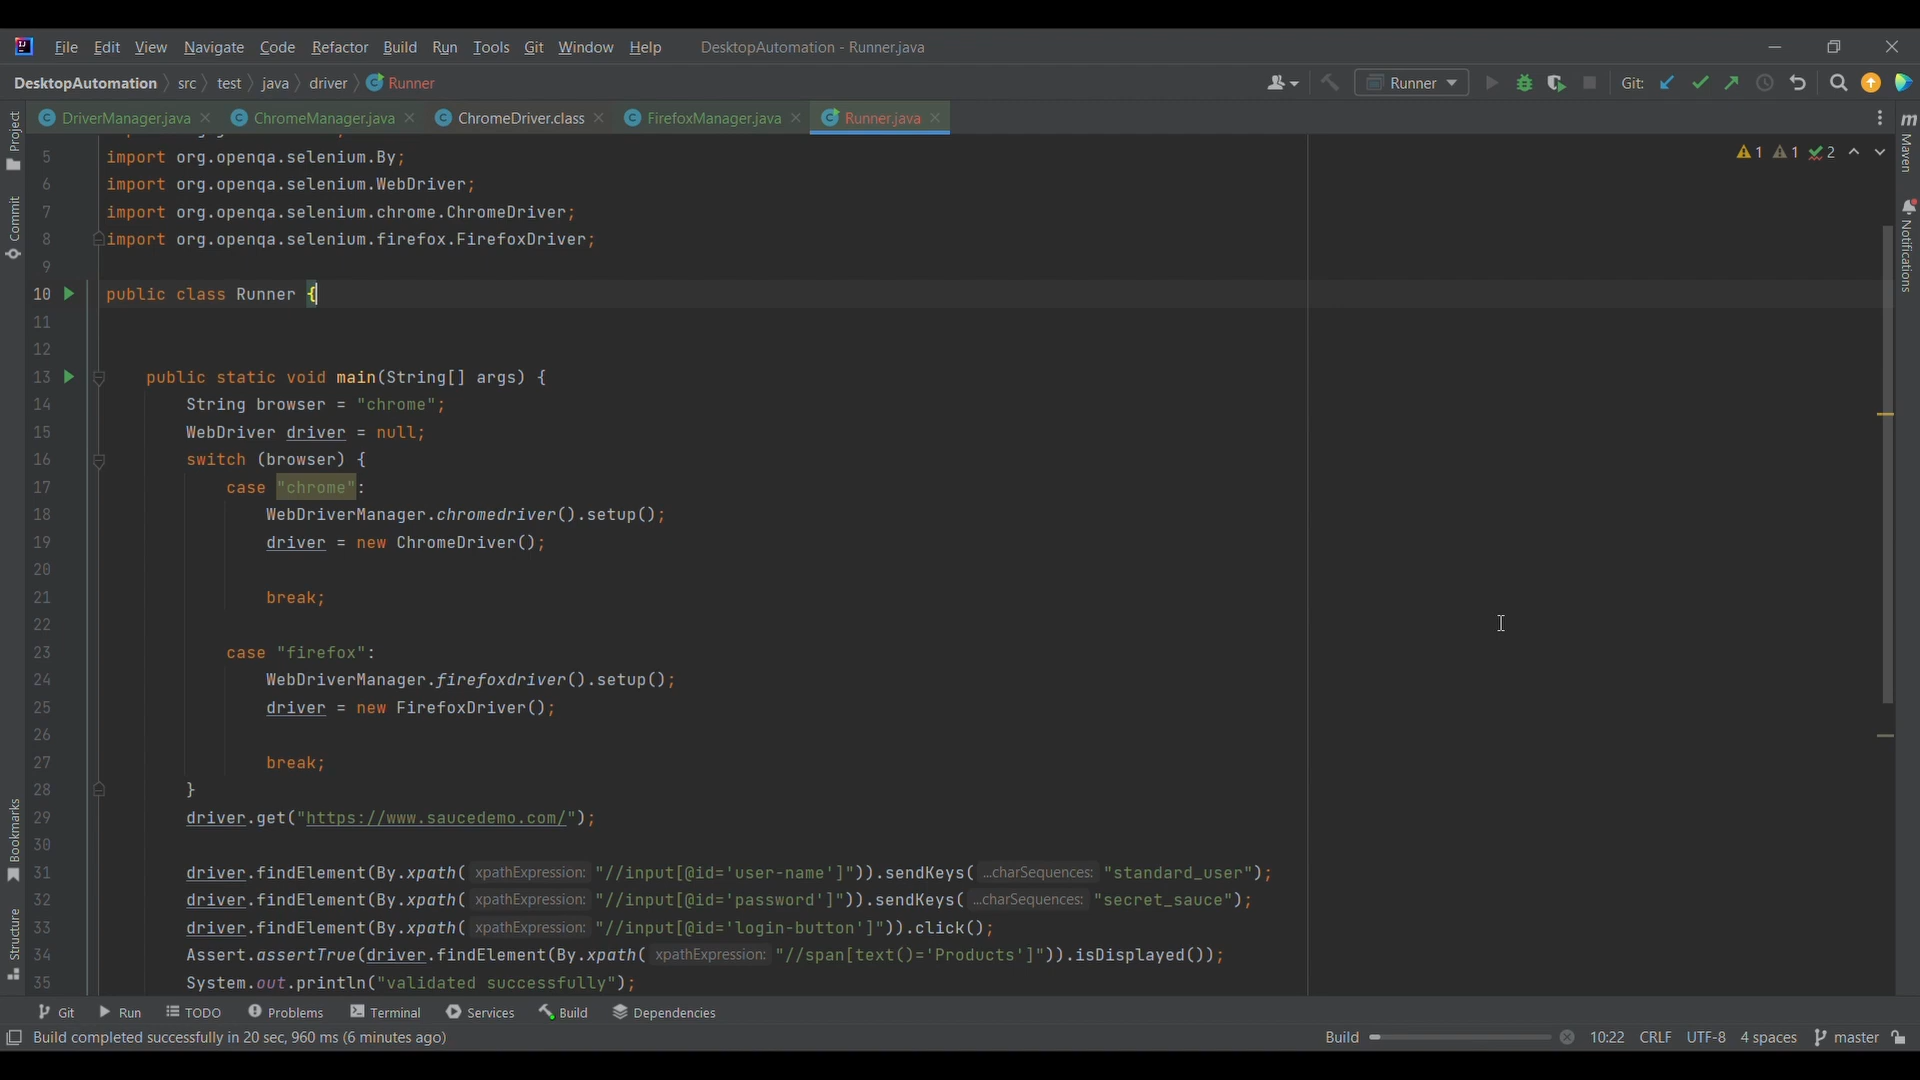 File Edit View Navigate Code Refactor Build Run Tools Git Window Help DesktopAutomation - Runner.java
DesktopAutomation src test java driver Runner Runner Git:
DriverManager.java ChromeManager.java ChromeDriver.class FirefoxManager.java Runner.java
Project
Commit
Bookmarks
Structure
Maven
Notifications
1 1 2
5 import org.openqa.selenium.By;
6 import org.openqa.selenium.WebDriver;
7 import org.openqa.selenium.chrome.ChromeDriver;
8 import org.openqa.selenium.firefox.FirefoxDriver;
9
10 public class Runner {
11
12
13 public static void main(String[] args) {
14 String browser = "chrome";
15 WebDriver driver = null;
16 switch (browser) {
17 case "chrome":
18 WebDriverManager.chromedriver().setup();
19 driver = new ChromeDriver();
20
21 break;
22
23 case "firefox":
24 WebDriverManager.firefoxdriver().setup();
25 driver = new FirefoxDriver();
26
27 break;
28 }
29 driver.get("https://www.saucedemo.com/");
30
31 driver.findElement(By.xpath( xpathExpression: "//input[@id='user-name']")).sendKeys( ...charSequences: "standard_user");
32 driver.findElement(By.xpath( xpathExpression: "//input[@id='password']")).sendKeys( ...charSequences: "secret_sauce");
33 driver.findElement(By.xpath( xpathExpression: "//input[@id='login-button']")).click();
34 Assert.assertTrue(driver.findElement(By.xpath( xpathExpression: "//span[text()='Products']")).isDisplayed());
35 System.out.println("validated successfully");
Git Run TODO Problems Terminal Services Build Dependencies
Build completed successfully in 20 sec, 960 ms (6 minutes ago) Build 10:22 CRLF UTF-8 4 spaces master